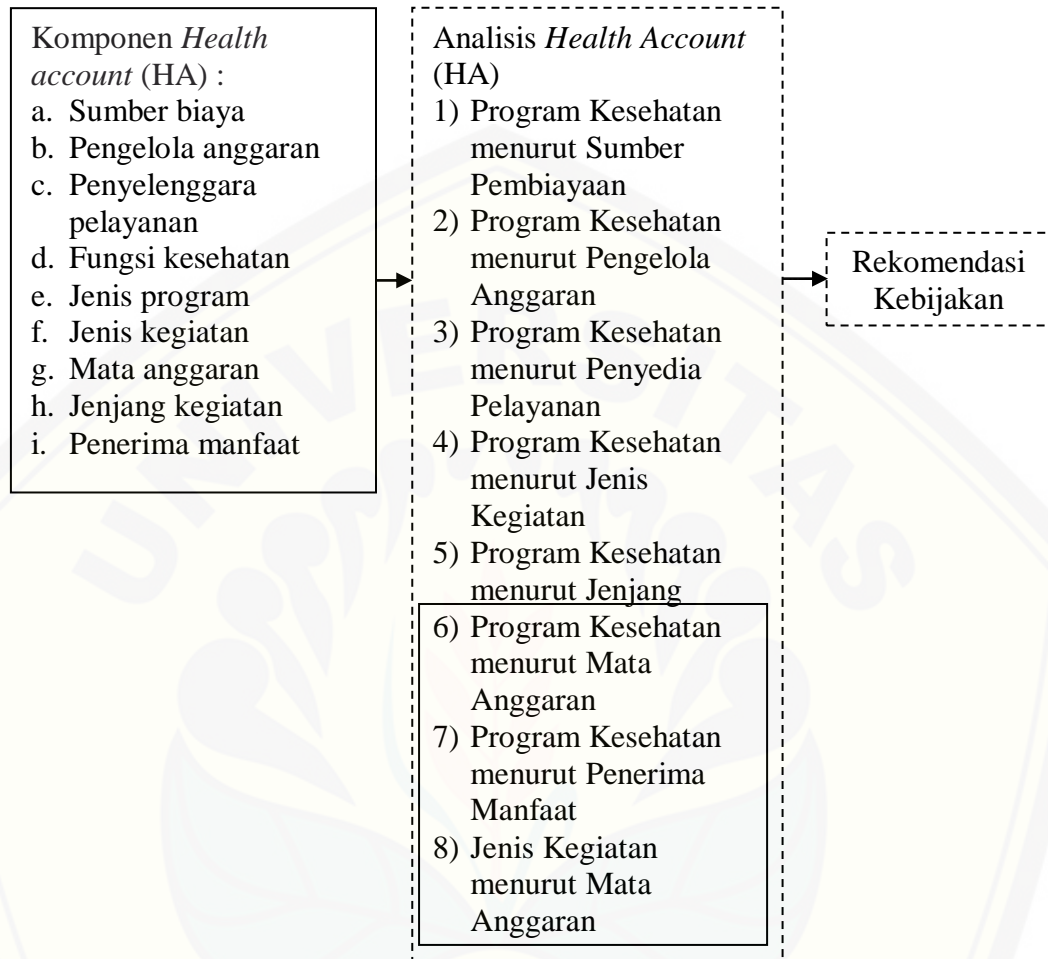 Komponen Health
account (HA) :
a. Sumber biaya
b. Pengelola anggaran
c. Penyelenggara
pelayanan
d. Fungsi kesehatan
e. Jenis program
f. Jenis kegiatan
g. Mata anggaran
h. Jenjang kegiatan
i. Penerima manfaat
Analisis Health Account
(HA)
1) Program Kesehatan
menurut Sumber
Pembiayaan
2) Program Kesehatan
menurut Pengelola
Anggaran
3) Program Kesehatan
menurut Penyedia
Pelayanan
4) Program Kesehatan
menurut Jenis
Kegiatan
5) Program Kesehatan
menurut Jenjang
6) Program Kesehatan
menurut Mata
Anggaran
7) Program Kesehatan
menurut Penerima
Manfaat
8) Jenis Kegiatan
menurut Mata
Anggaran
Rekomendasi
Kebijakan
UNIVERSITAS